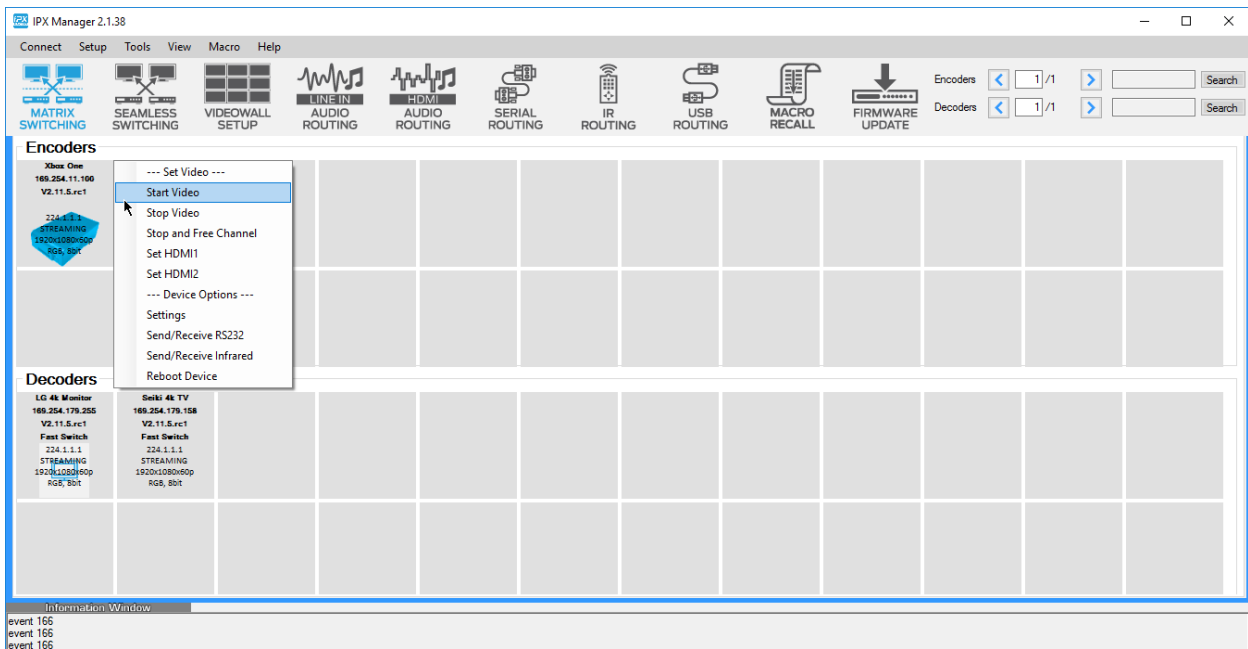 IPX IPX Manager 2.1.38
Connect Setup Tools View Macro Help
MATRIX SWITCHING
SEAMLESS SWITCHING
VIDEOWALL SETUP
LINE IN
AUDIO ROUTING
HDMI
AUDIO ROUTING
SERIAL ROUTING
IR ROUTING
USB ROUTING
MACRO RECALL
FIRMWARE UPDATE
Encoders 1 /1 Search
Decoders 1 /1 Search
Encoders
Xbox One
169.254.11.100
V2.11.5.rc1
224.1.1.1
STREAMING
1920x1080x60p
RGB, 8bit
--- Set Video ---
Start Video
Stop Video
Stop and Free Channel
Set HDMI1
Set HDMI2
--- Device Options ---
Settings
Send/Receive RS232
Send/Receive Infrared
Reboot Device
Decoders
LG 4k Monitor
169.254.179.255
V2.11.5.rc1
Fast Switch
224.1.1.1
STREAMING
1920x1080x60p
RGB, 8bit
Seiki 4k TV
169.254.179.158
V2.11.5.rc1
Fast Switch
224.1.1.1
STREAMING
1920x1080x60p
RGB, 8bit
Information Window
event 166
event 166
event 166